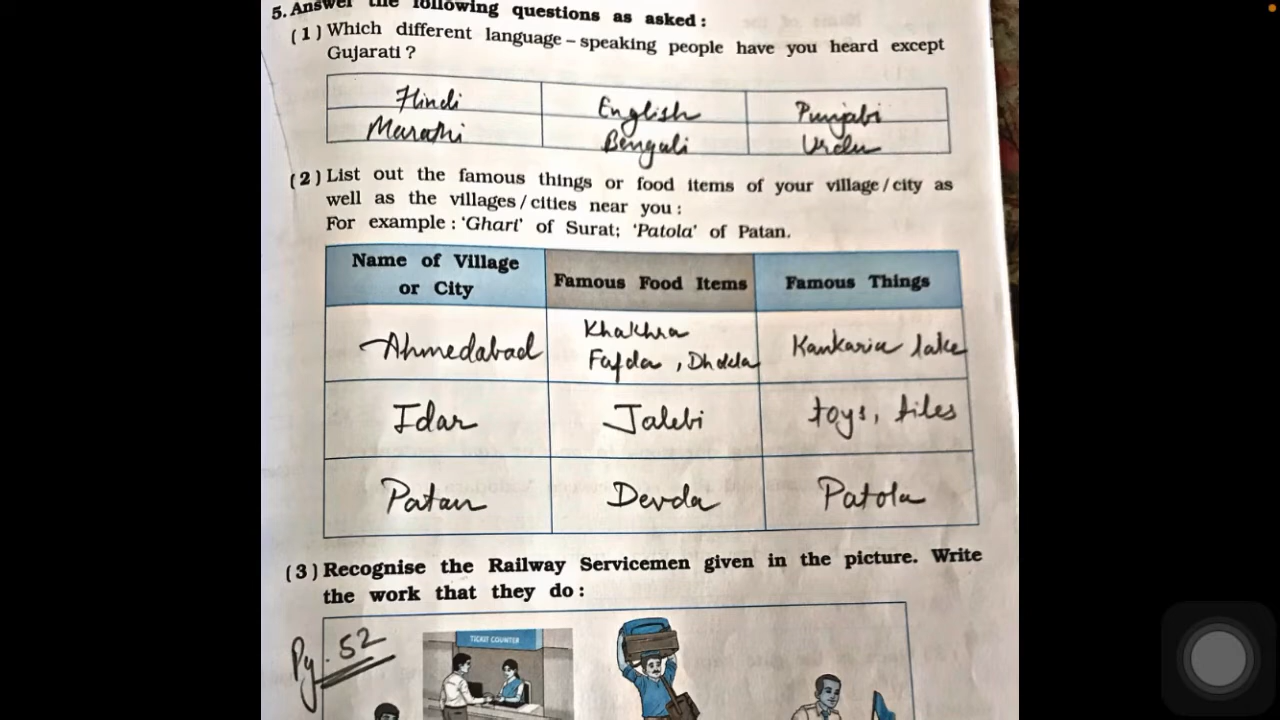 5. Answer the following questions as asked :
(1) Which different language – speaking people have you heard except
Gujarati ?
Hindi English Punjabi
Marathi Bengali Urdu
(2) List out the famous things or food items of your village / city as
well as the villages / cities near you :
For example : 'Ghari' of Surat; 'Patola' of Patan.
Name of Village
or City
Famous Food Items
Famous Things
Ahmedabad
Khakhra
Fafda ,
Kankaria lake
Idar Jalebi toys, tiles
Patan Devda Patola
(3) Recognise the Railway Servicemen given in the picture. Write
the work that they do :
Pg. 52
TICKET COUNTER